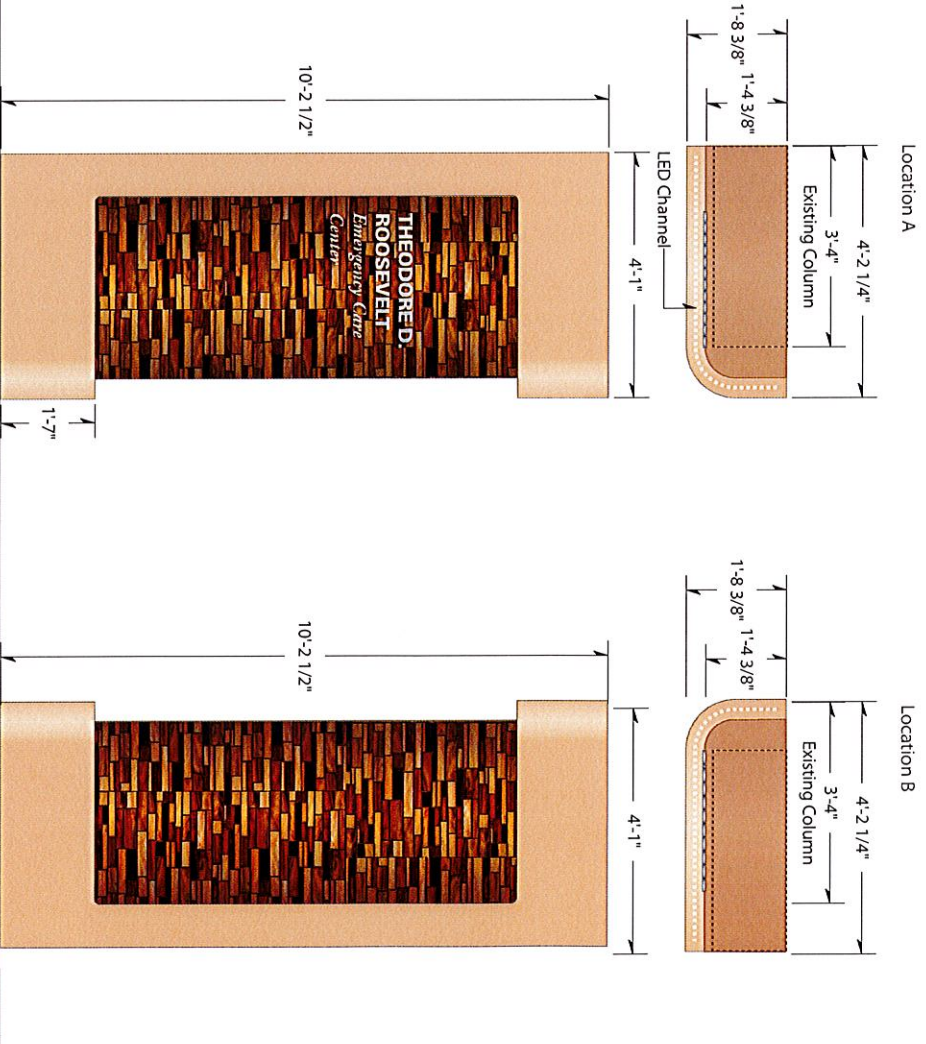 Location A
4'-2 1/4"
3'-4"
Existing Column
1'-8 3/8"
1'-4 3/8"
LED Channel
4'-1"
10'-2 1/2"
THEODORE D.
ROOSEVELT
Emergency Care
Center
1'-7"
Location B
4'-2 1/4"
3'-4"
Existing Column
1'-8 3/8"
1'-4 3/8"
4'-1"
10'-2 1/2"